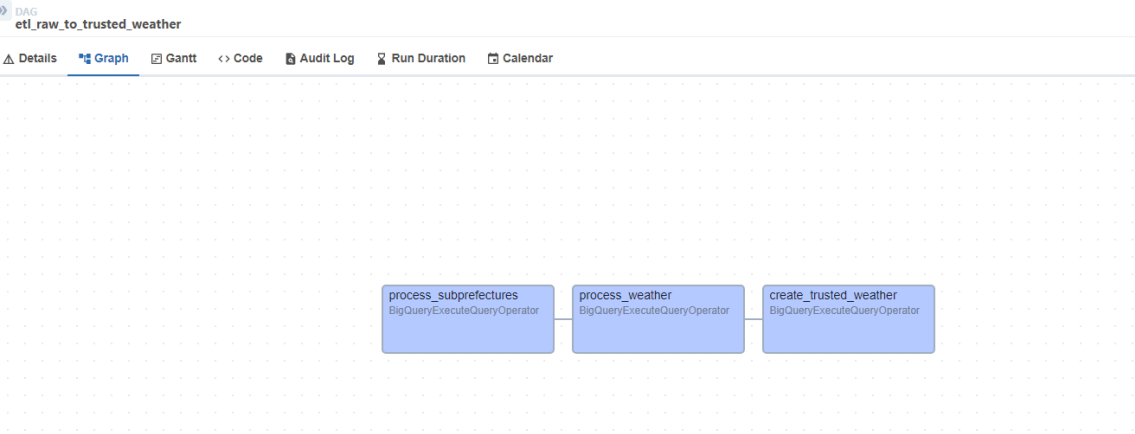 DAG
etl_raw_to_trusted_weather
Details Graph Gantt Code Audit Log Run Duration Calendar
process_subprefectures process_weather create_trusted_weather
BigQueryExecuteQueryOperator BigQueryExecuteQueryOperator BigQueryExecuteQueryOperator